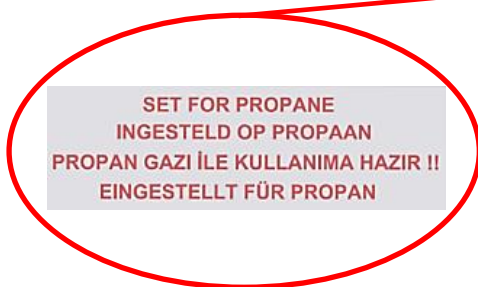 SET FOR PROPANE
INGESTELD OP PROPAAN
PROPAN GAZI İLE KULLANIMA HAZIR !!
EINGESTELLT FÜR PROPAN